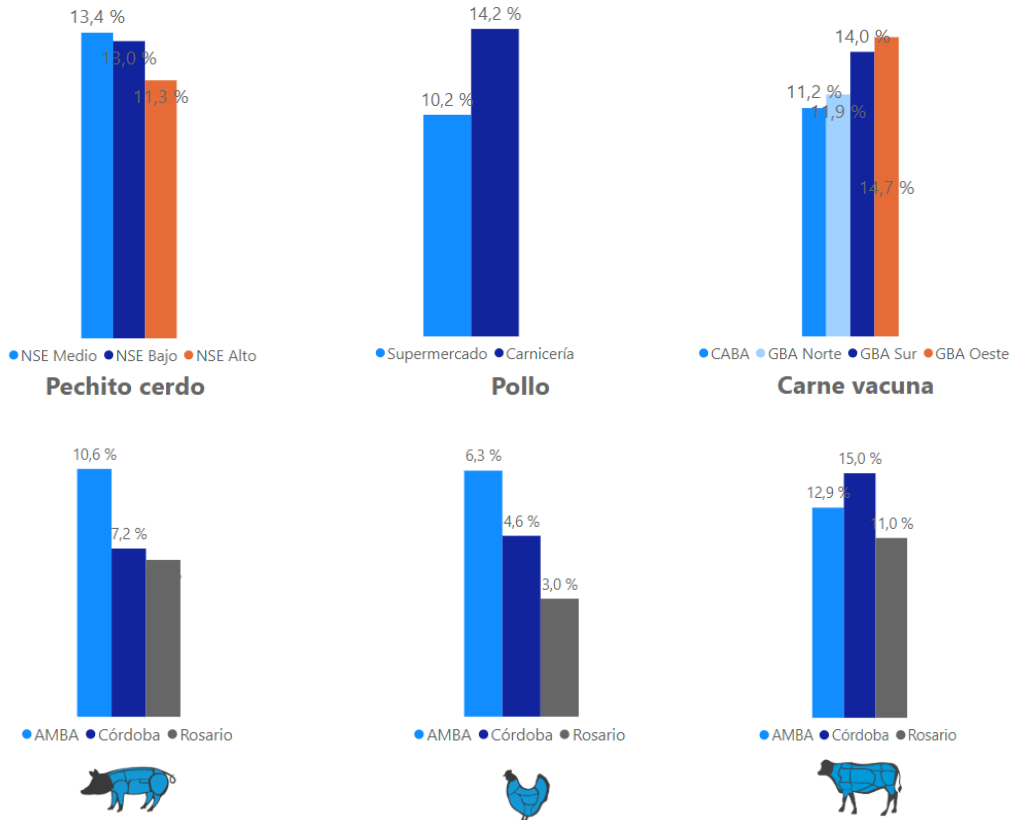 13,4 %
13,0 %
11,3 %
NSE Medio NSE Bajo NSE Alto
14,2 %
10,2 %
Supermercado Carnicería
14,0 %
11,2 %
11,9 %
14,7 %
CABA GBA Norte GBA Sur GBA Oeste
Pechito cerdo
Pollo
Carne vacuna
10,6 %
7,2 %
AMBA Córdoba Rosario
6,3 %
4,6 %
3,0 %
AMBA Córdoba Rosario
15,0 %
12,9 %
11,0 %
AMBA Córdoba Rosario